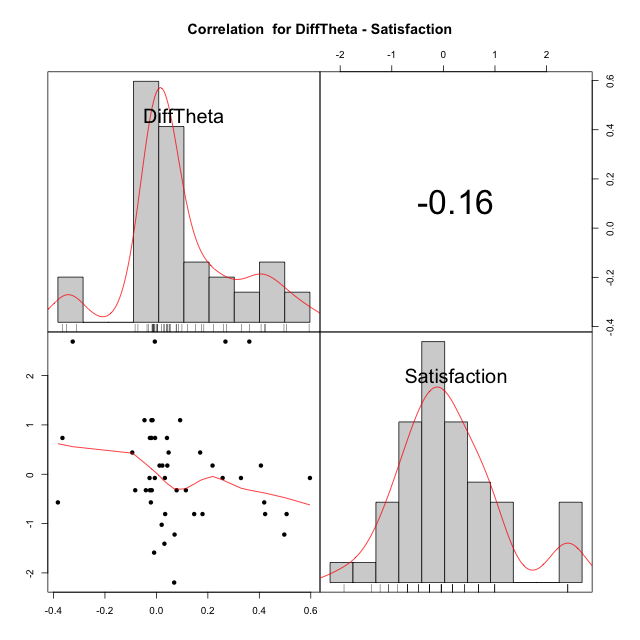 Correlation  for DiffTheta - Satisfaction
-2 -1 0 1 2
DiffTheta
-0.16
0.6
0.4
0.2
0.0
-0.2
-0.4
Satisfaction
2
1
0
-1
-2
-0.4 -0.2 0.0 0.2 0.4 0.6